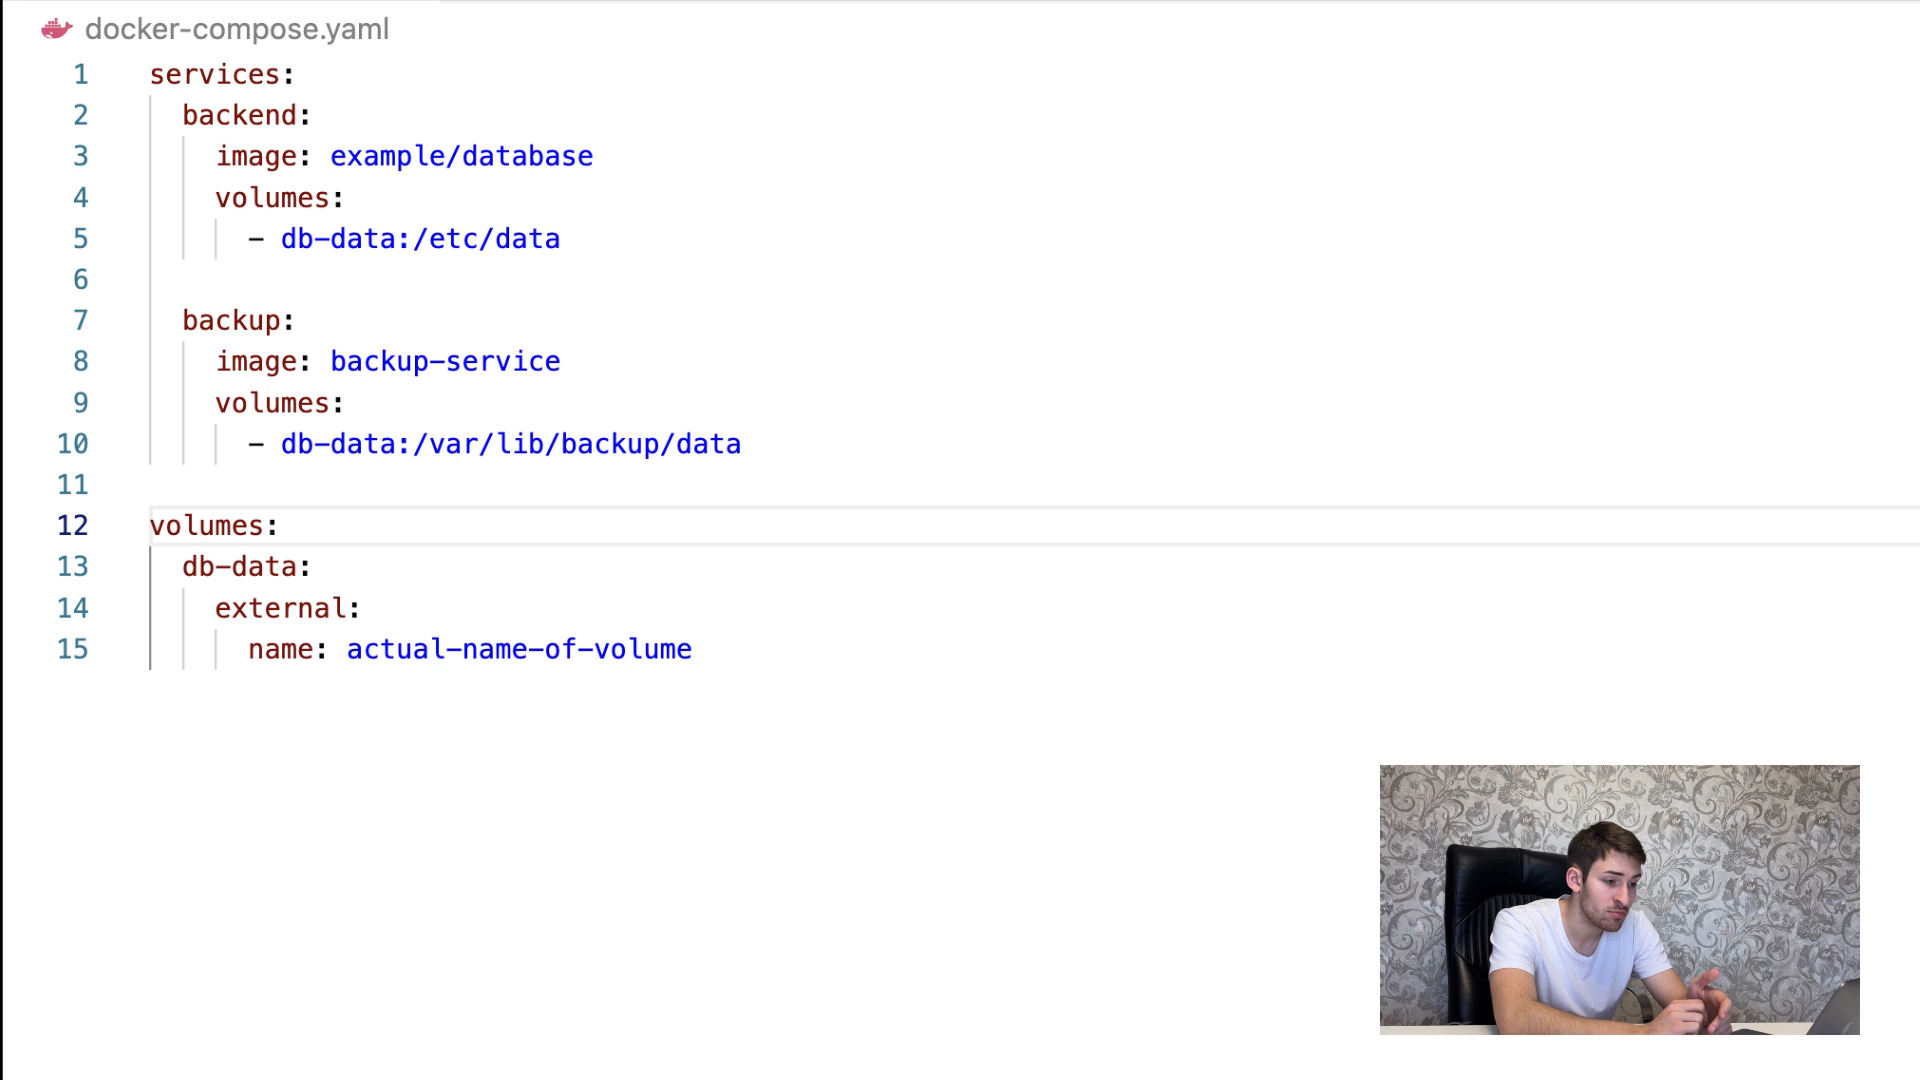 docker-compose.yaml
1 services:
2   backend:
3     image: example/database
4     volumes:
5       - db-data:/etc/data
6
7   backup:
8     image: backup-service
9     volumes:
10       - db-data:/var/lib/backup/data
11
12 volumes:
13   db-data:
14     external:
15       name: actual-name-of-volume